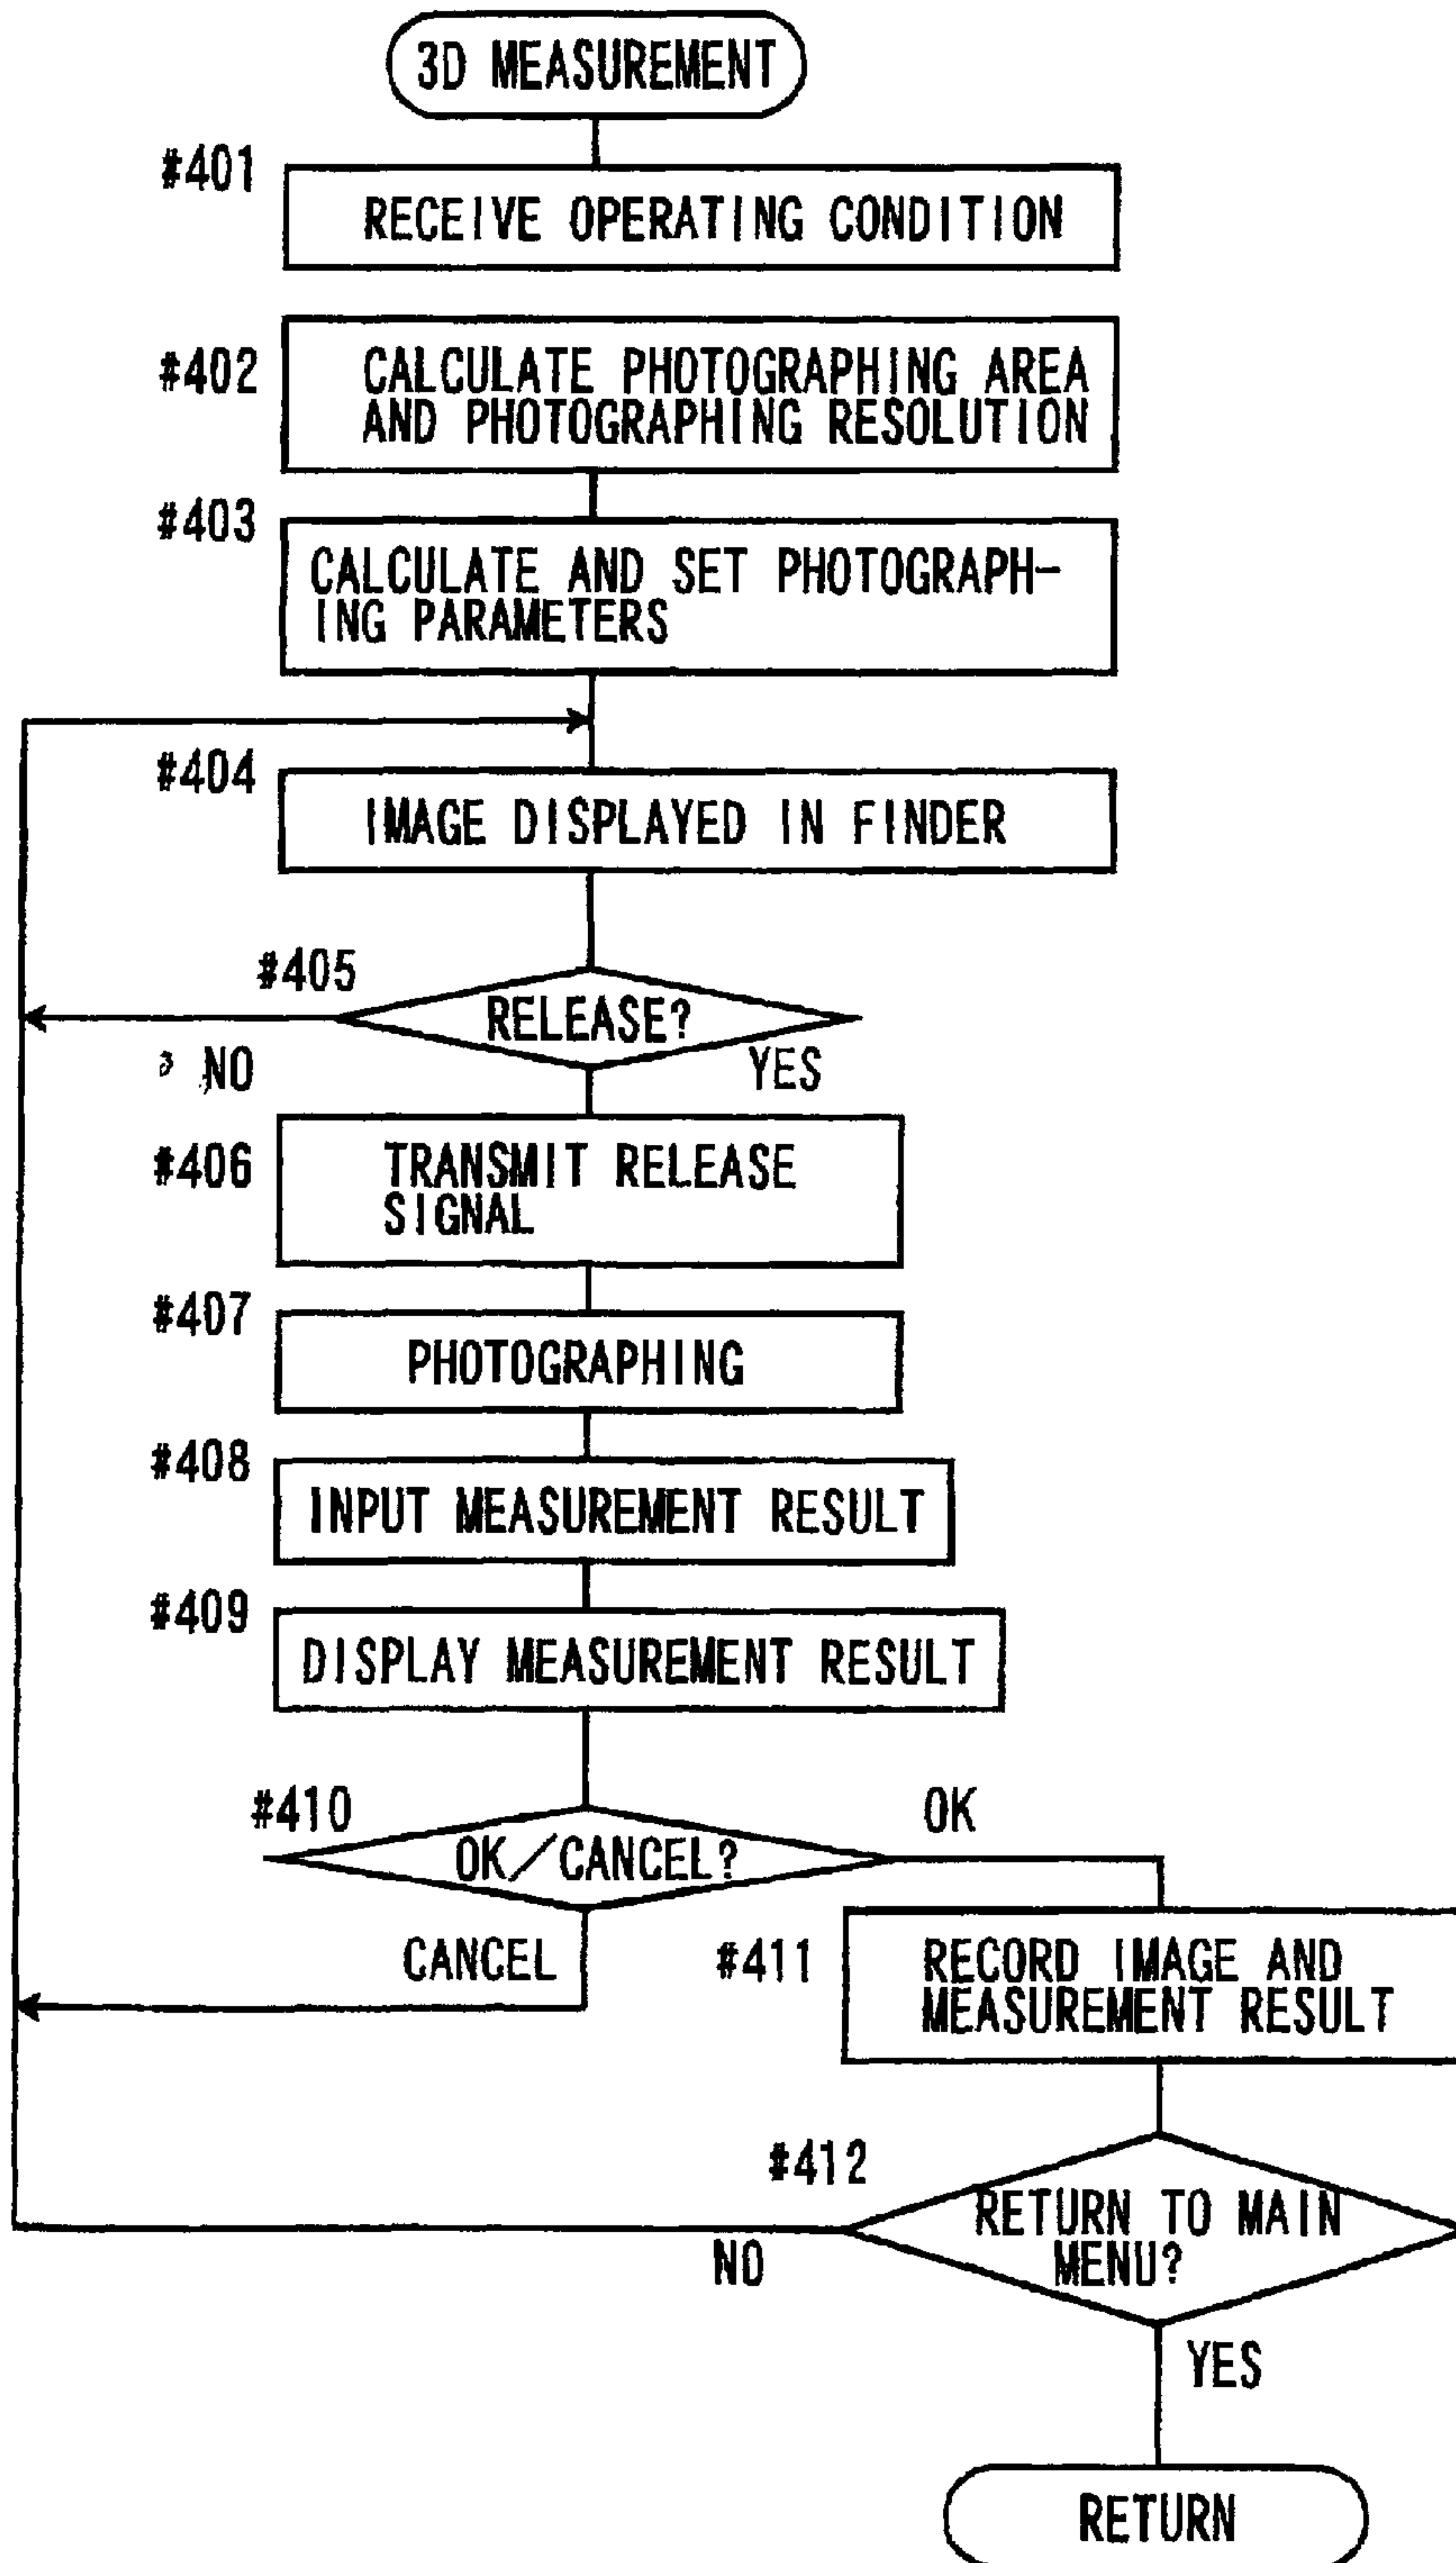 3D MEASUREMENT
#401
RECEIVE OPERATING CONDITION
#402
CALCULATE PHOTOGRAPHING AREA
AND PHOTOGRAPHING RESOLUTION
#403
CALCULATE AND SET PHOTOGRAPH-
ING PARAMETERS
#404
IMAGE DISPLAYED IN FINDER
#405
RELEASE?
NO
YES
#406
TRANSMIT RELEASE
SIGNAL
#407
PHOTOGRAPHING
#408
INPUT MEASUREMENT RESULT
#409
DISPLAY MEASUREMENT RESULT
#410
OK/CANCEL?
OK
CANCEL
#411
RECORD IMAGE AND
MEASUREMENT RESULT
#412
RETURN TO MAIN
MENU?
NO
YES
RETURN